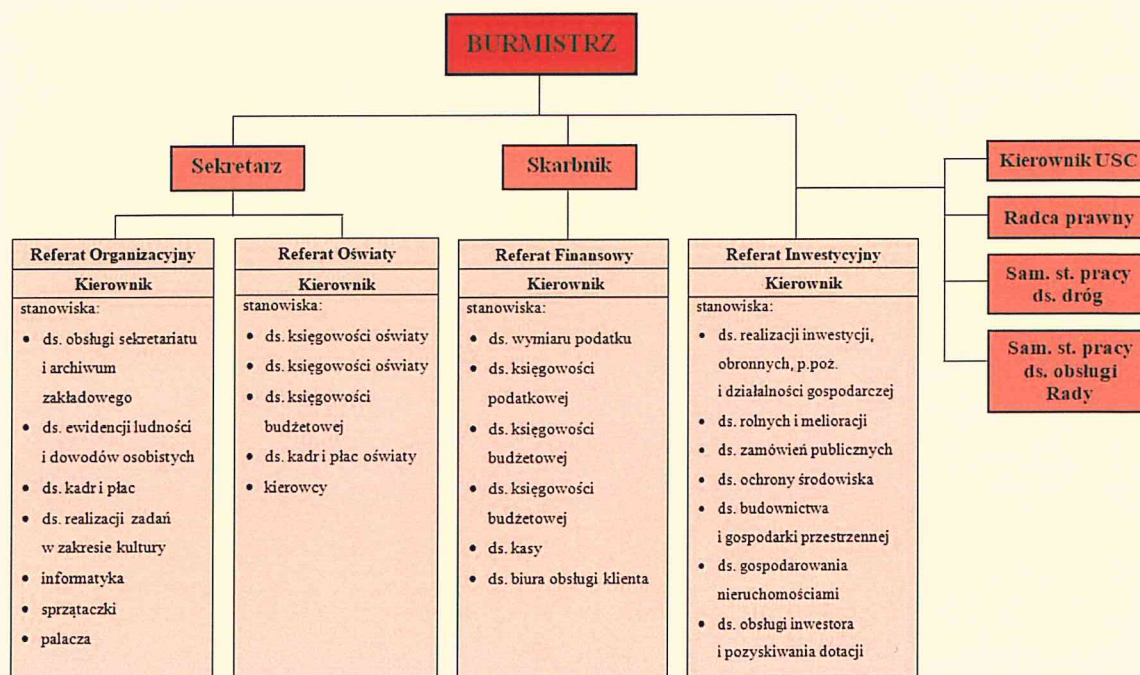 BURMISTRZ
Sekretarz
Skarbnik
Kierownik USC
Radca prawny
Sam. st. pracy
ds. dróg
Sam. st. pracy
ds. obsługi
Rady
Referat Organizacyjny
Kierownik
stanowiska:
• ds. obsługi sekretariatu
i archiwum
zakładowego
• ds. ewidencji ludności
i dowodów osobistych
• ds. kadr i płac
• ds. realizacji zadań
w zakresie kultury
• informatyka
• sprzątaczki
• palacza
Referat Oświaty
Kierownik
stanowiska:
• ds. księgowości oświaty
• ds. księgowości oświaty
• ds. księgowości
budżetowej
• ds. kadr i płac oświaty
• kierowcy
Referat Finansowy
Kierownik
stanowiska:
• ds. wymiaru podatku
• ds. księgowości
podatkowej
• ds. księgowości
budżetowej
• ds. księgowości
budżetowej
• ds. kasy
• ds. biura obsługi klienta
Referat Inwestycyjny
Kierownik
stanowiska:
• ds. realizacji inwestycji,
obronnych, p.poż.
i działalności gospodarczej
• ds. rolnych i melioracji
• ds. zamówień publicznych
• ds. ochrony środowiska
• ds. budownictwa
i gospodarki przestrzennej
• ds. gospodarowania
nieruchomościami
• ds. obsługi inwestora
i pozyskiwania dotacji